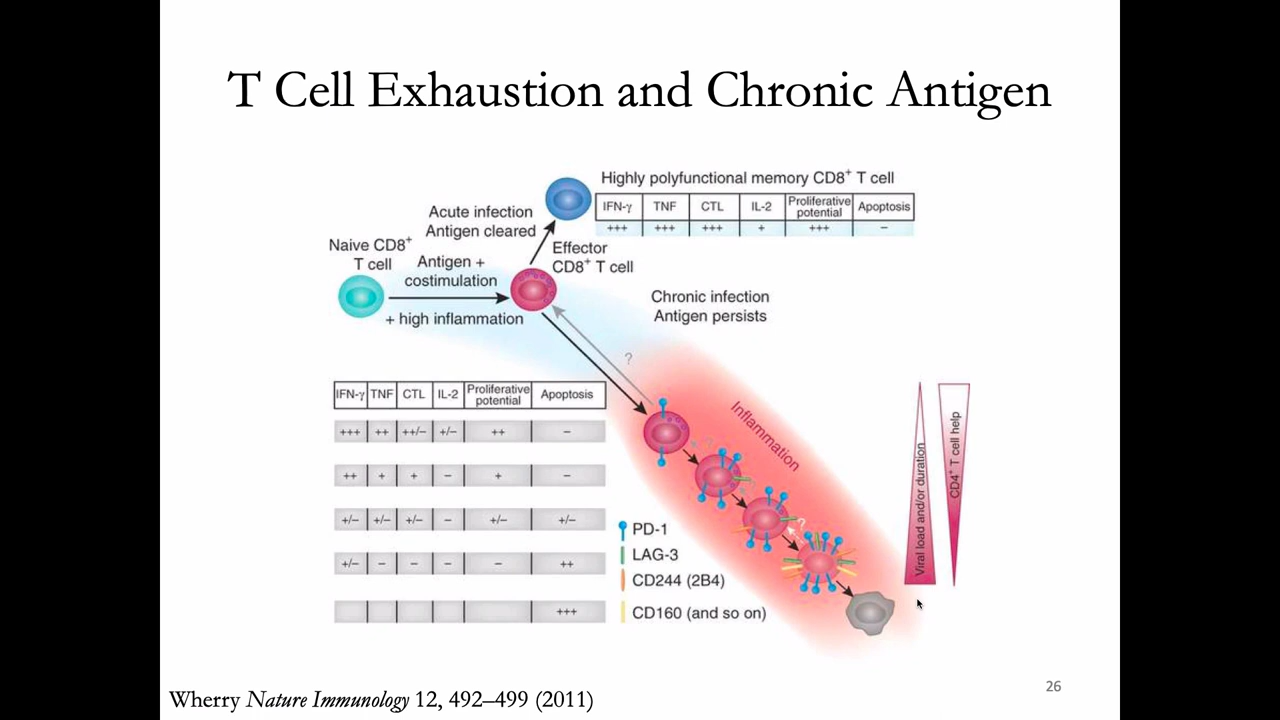 T Cell Exhaustion and Chronic Antigen
Highly polyfunctional memory CD8⁺ T cell
IFN-γ TNF CTL IL-2 Proliferative potential Apoptosis
+++ +++ +++ + +++ –
Acute infection
Antigen cleared
Naive CD8⁺
T cell
Antigen +
costimulation
+ high inflammation
Effector
CD8⁺ T cell
Chronic infection
Antigen persists
?
Inflammation
?
?
IFN-γ TNF CTL IL-2 Proliferative potential Apoptosis
+++ ++ ++/– +/– ++ –
++ + + – + –
+/– +/– +/– – +/– +/–
+/– – – – – ++
+++
PD-1
LAG-3
CD244 (2B4)
CD160 (and so on)
Viral load and/or duration
CD4⁺ T cell help
Wherry Nature Immunology 12, 492–499 (2011)
26